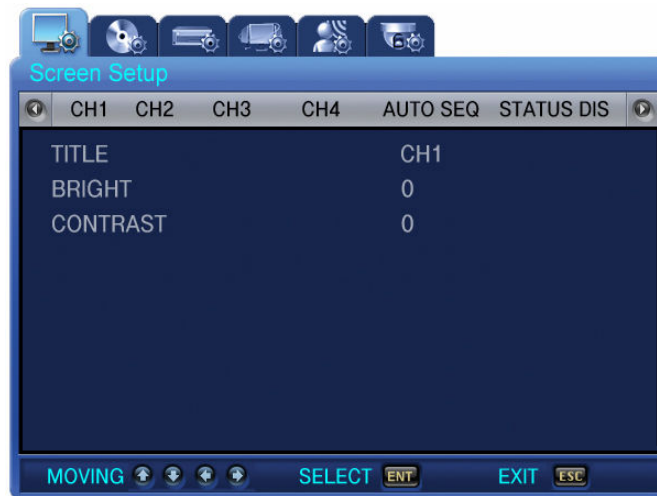 6
Screen Setup
CH1 CH2 CH3 CH4 AUTO SEQ STATUS DIS
TITLE CH1
BRIGHT 0
CONTRAST 0
MOVING SELECT ENT EXIT ESC